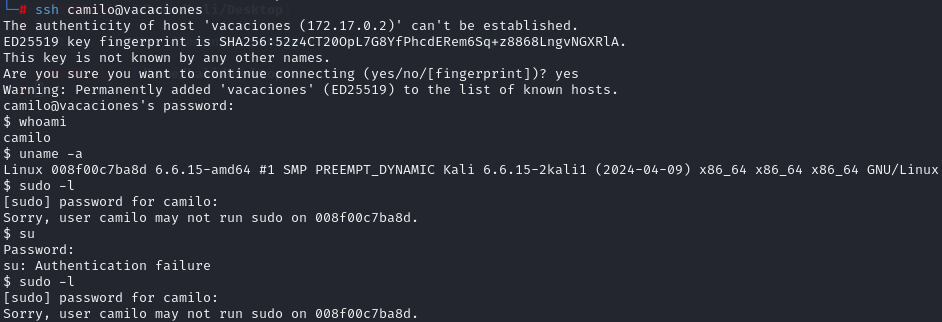 └─# ssh camilo@vacaciones
The authenticity of host 'vacaciones (172.17.0.2)' can't be established.
ED25519 key fingerprint is SHA256:52z4CT20OpL7G8YfPhcdERem6Sq+z8868LngvNGXRlA.
This key is not known by any other names.
Are you sure you want to continue connecting (yes/no/[fingerprint])? yes
Warning: Permanently added 'vacaciones' (ED25519) to the list of known hosts.
camilo@vacaciones's password:
$ whoami
camilo
$ uname -a
Linux 008f00c7ba8d 6.6.15-amd64 #1 SMP PREEMPT_DYNAMIC Kali 6.6.15-2kali1 (2024-04-09) x86_64 x86_64 x86_64 GNU/Linux
$ sudo -l
[sudo] password for camilo:
Sorry, user camilo may not run sudo on 008f00c7ba8d.
$ su
Password:
su: Authentication failure
$ sudo -l
[sudo] password for camilo:
Sorry, user camilo may not run sudo on 008f00c7ba8d.